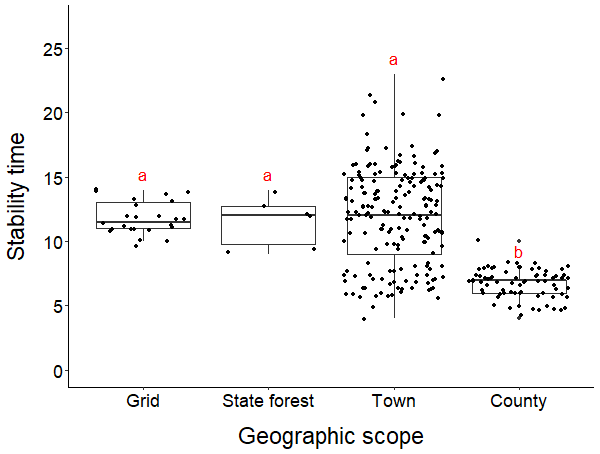 Stability time
25
20
15
10
5
0
a
a
a
b
Grid
State forest
Town
County
Geographic scope